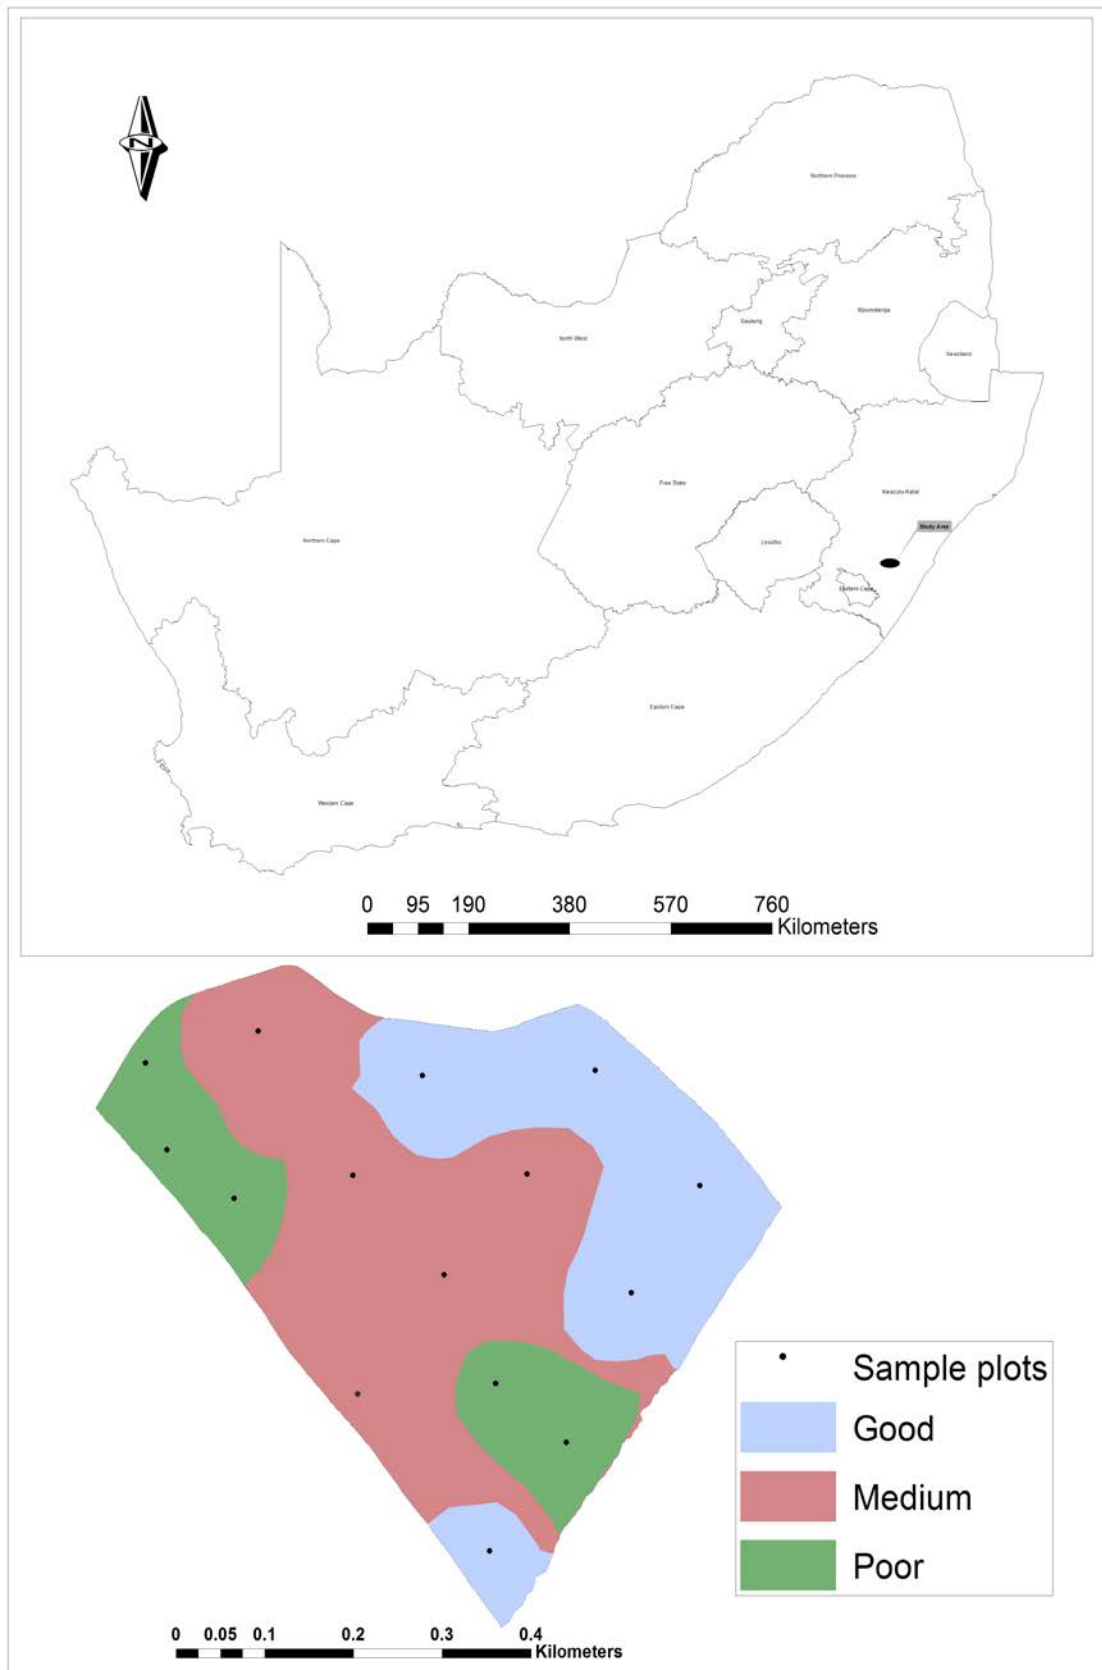 N
Northern Province
Mpumalanga
Gauteng
North West
Swaziland
Free State
Kwazulu-Natal
Study Area
Northern Cape
Lesotho
Eastern Cape
Eastern Cape
Western Cape
0 95 190 380 570 760
Kilometers
Sample plots
Good
Medium
Poor
0 0.05 0.1 0.2 0.3 0.4
Kilometers